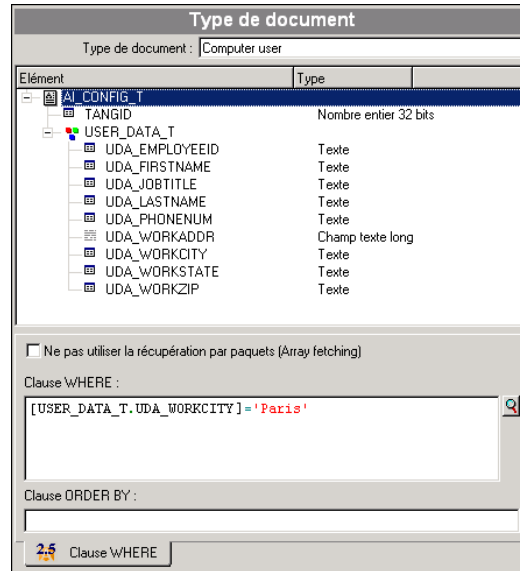 Type de document
Type de document : Computer user
Elément Type
AI_CONFIG_T
TANGID Nombre entier 32 bits
USER_DATA_T
UDA_EMPLOYEEID Texte
UDA_FIRSTNAME Texte
UDA_JOBTITLE Texte
UDA_LASTNAME Texte
UDA_PHONENUM Texte
UDA_WORKADDR Champ texte long
UDA_WORKCITY Texte
UDA_WORKSTATE Texte
UDA_WORKZIP Texte
Ne pas utiliser la récupération par paquets (Array fetching)
Clause WHERE :
[USER_DATA_T.UDA_WORKCITY]='Paris'
Clause ORDER BY :
2.5 Clause WHERE